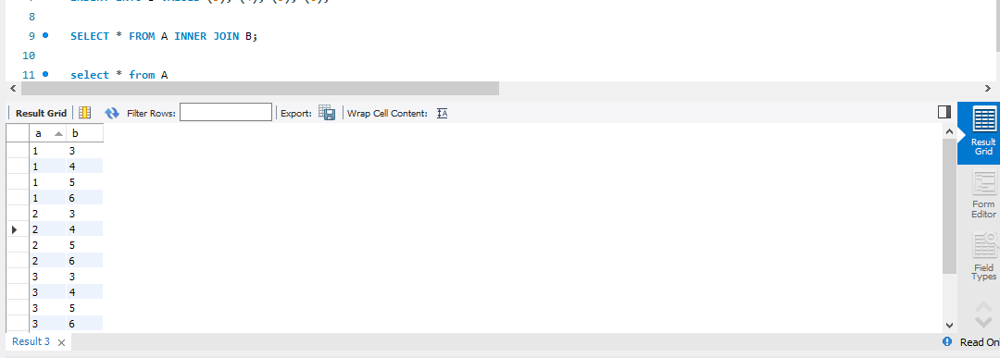 8
9 SELECT * FROM A INNER JOIN B;
10
11 select * from A
Result Grid Filter Rows: Export: Wrap Cell Content: IA
a b
1 3
1 4
1 5
1 6
2 3
2 4
2 5
2 6
3 3
3 4
3 5
3 6
Result
Grid
Form
Editor
Field
Types
Result 3 Read On